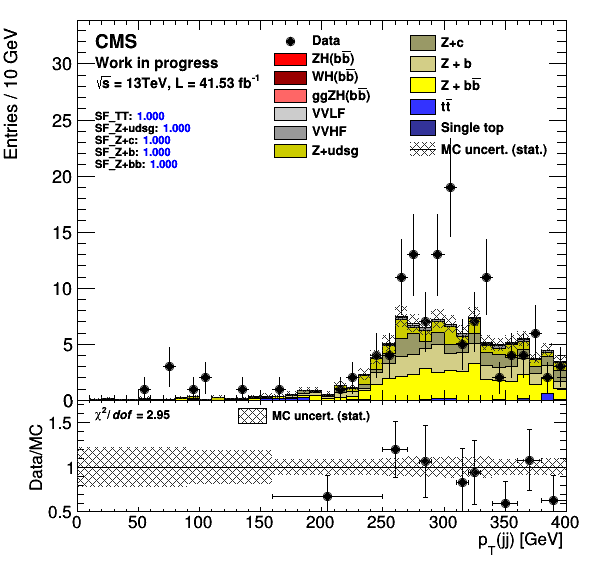 CMS
Work in progress
√s = 13TeV, L = 41.53 fb⁻¹
SF_TT: 1.000
SF_Z+udsg: 1.000
SF_Z+c: 1.000
SF_Z+b: 1.000
SF_Z+bb: 1.000
Data
ZH(bb̅)
WH(bb̅)
ggZH(bb̅)
VVLF
VVHF
Z+udsg
Z+c
Z + b
Z + bb̅
tt̅
Single top
MC uncert. (stat.)
Entries / 10 GeV
30
25
20
15
10
5
0
χ²/ dof = 2.95
MC uncert. (stat.)
Data/MC
1.5
1
0.5
0 50 100 150 200 250 300 350 400
p_T(jj) [GeV]